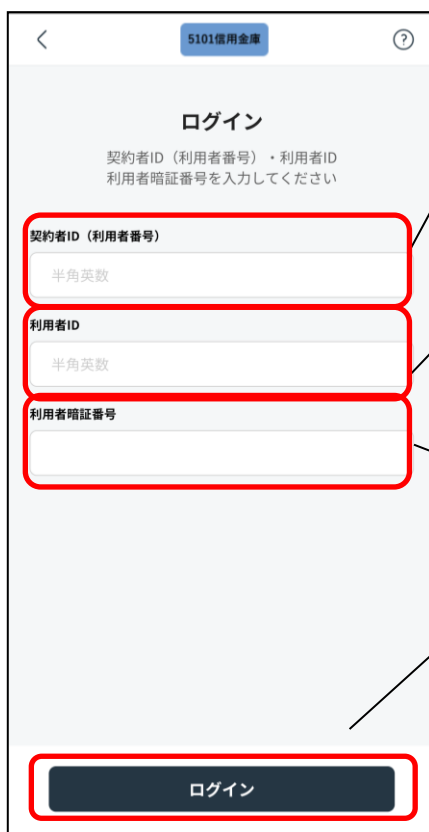 5101信用金庫
?
ログイン
契約者ID（利用者番号）・利用者ID
利用者暗証番号を入力してください
契約者ID（利用者番号）
半角英数
利用者ID
半角英数
利用者暗証番号
ログイン